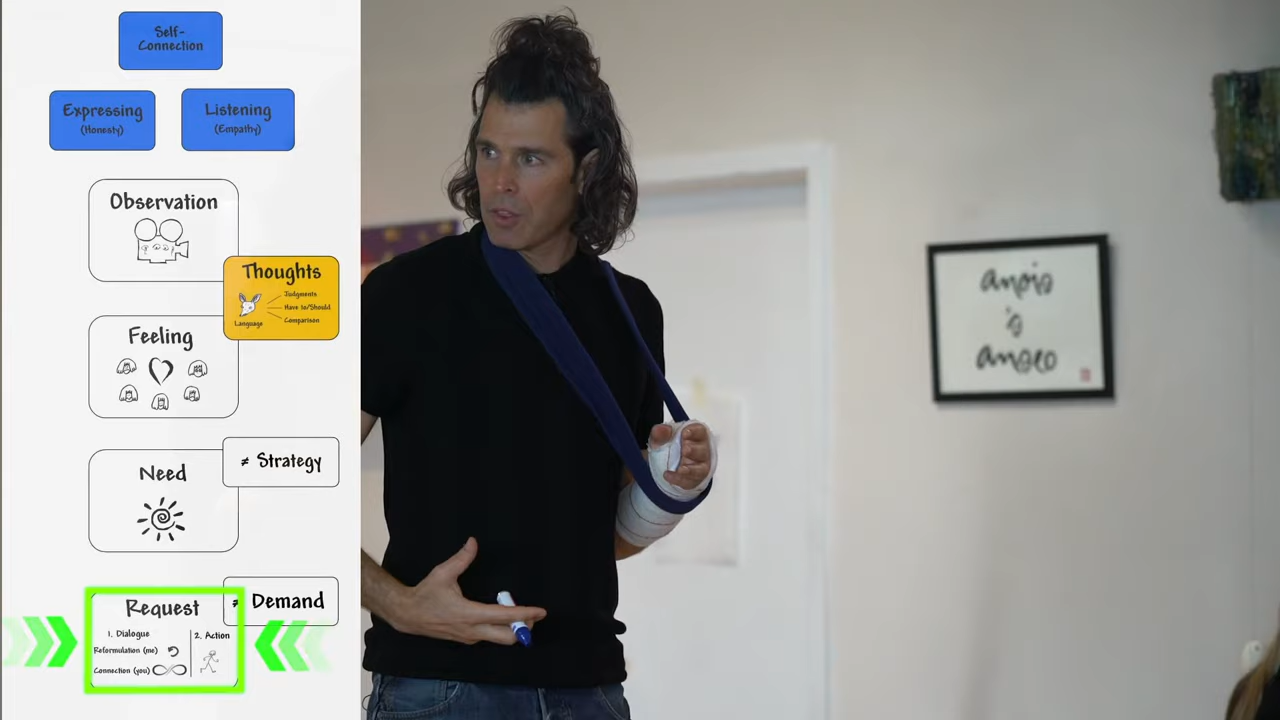 Self-
Connection
Expressing
(Honesty)
Listening
(Empathy)
Observation
Thoughts
Judgments
Have to/Should
Comparison
Language
Feeling
Need
≠ Strategy
Request
≠ Demand
1. Dialogue
2. Action
Reformulation (me)
Connection (you)